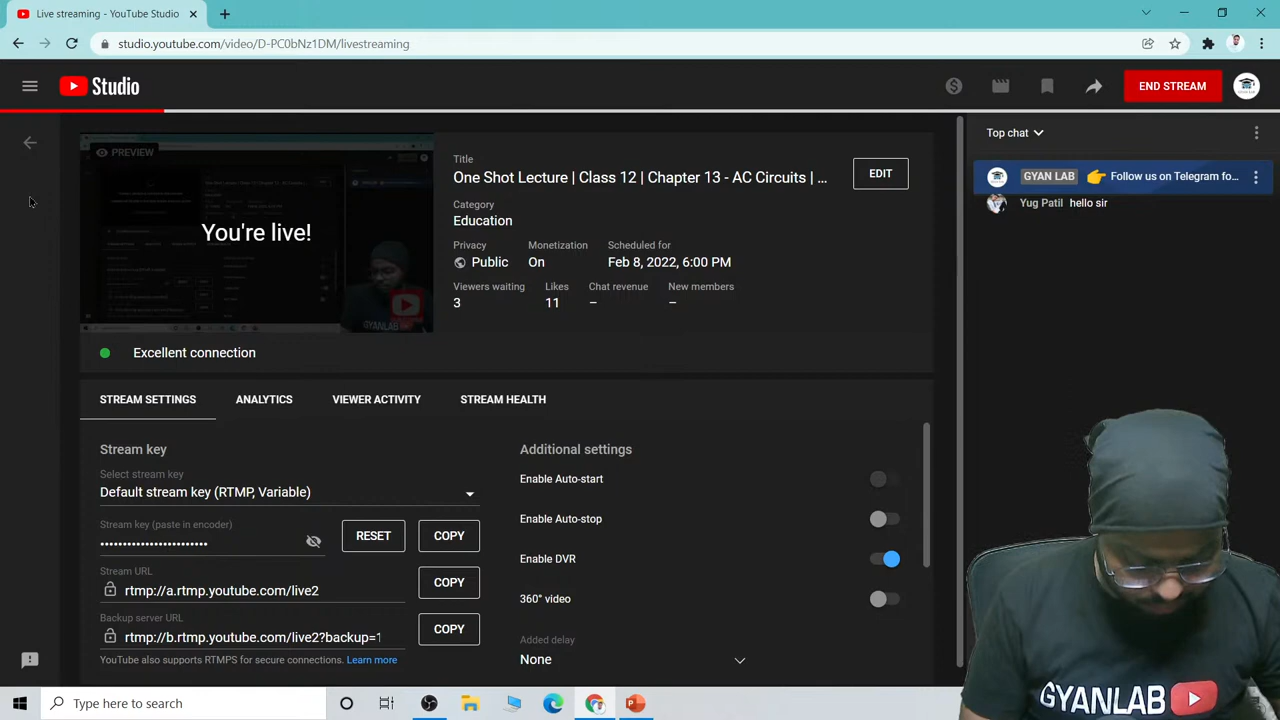 Live streaming - YouTube Studio
studio.youtube.com/video/D-PC0bNz1DM/livestreaming
Studio
END STREAM
PREVIEW
You're live!
Title
One Shot Lecture | Class 12 | Chapter 13 - AC Circuits | ...
EDIT
Category
Education
Privacy
Monetization
Scheduled for
Public
On
Feb 8, 2022, 6:00 PM
Viewers waiting
Likes
Chat revenue
New members
3
11
–
–
Excellent connection
Top chat
GYAN LAB 👉 Follow us on Telegram fo...
Yug Patil hello sir
STREAM SETTINGS
ANALYTICS
VIEWER ACTIVITY
STREAM HEALTH
Stream key
Select stream key
Default stream key (RTMP, Variable)
Stream key (paste in encoder)
••••••••••••••••••••••••
RESET
COPY
Stream URL
rtmp://a.rtmp.youtube.com/live2
COPY
Backup server URL
rtmp://b.rtmp.youtube.com/live2?backup=1
COPY
YouTube also supports RTMPS for secure connections. Learn more
Additional settings
Enable Auto-start
Enable Auto-stop
Enable DVR
360° video
Added delay
None
GYANLAB
Type here to search